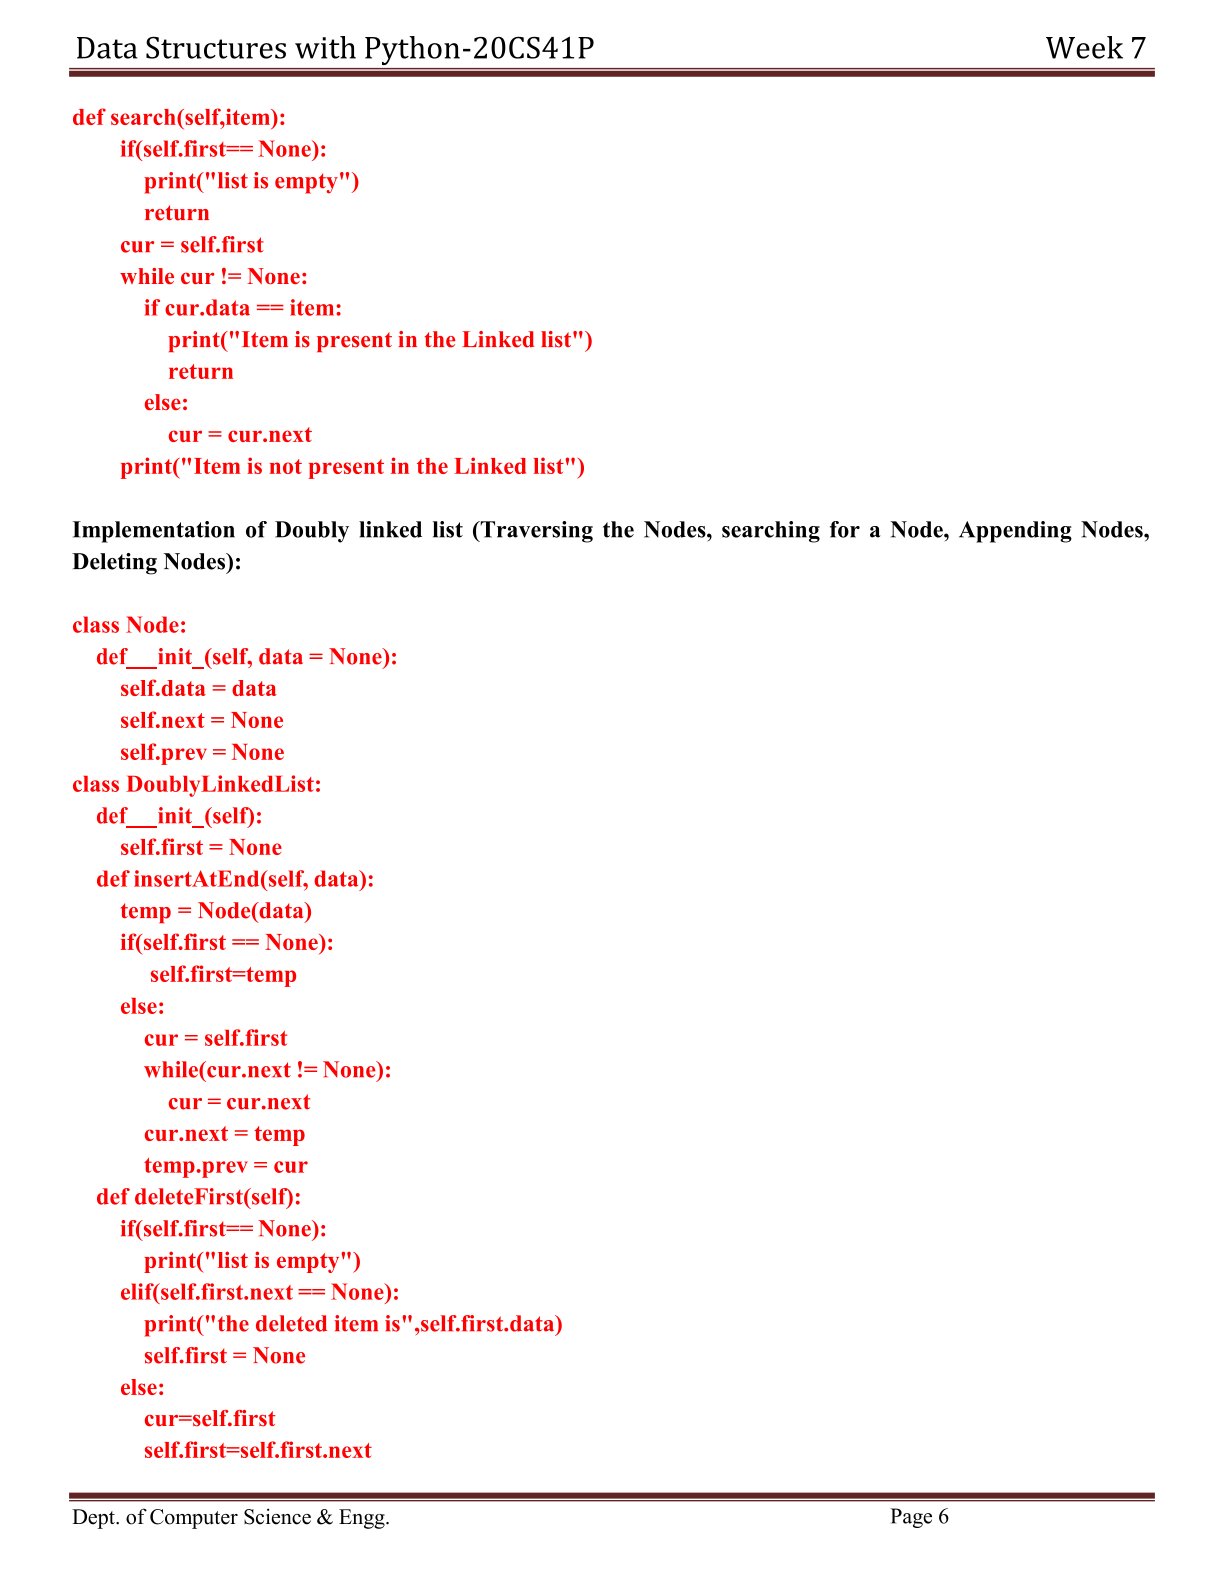 Data Structures with Python-20CS41P Week 7
def search(self,item):
if(self.first== None):
print("list is empty")
return
cur = self.first
while cur != None:
if cur.data == item:
print("Item is present in the Linked list")
return
else:
cur = cur.next
print("Item is not present in the Linked list")
Implementation of Doubly linked list (Traversing the Nodes, searching for a Node, Appending Nodes,
Deleting Nodes):
class Node:
def__init_(self, data = None):
self.data = data
self.next = None
self.prev = None
class DoublyLinkedList:
def__init_(self):
self.first = None
def insertAtEnd(self, data):
temp = Node(data)
if(self.first == None):
self.first=temp
else:
cur = self.first
while(cur.next != None):
cur = cur.next
cur.next = temp
temp.prev = cur
def deleteFirst(self):
if(self.first== None):
print("list is empty")
elif(self.first.next == None):
print("the deleted item is",self.first.data)
self.first = None
else:
cur=self.first
self.first=self.first.next
Dept. of Computer Science & Engg. Page 6